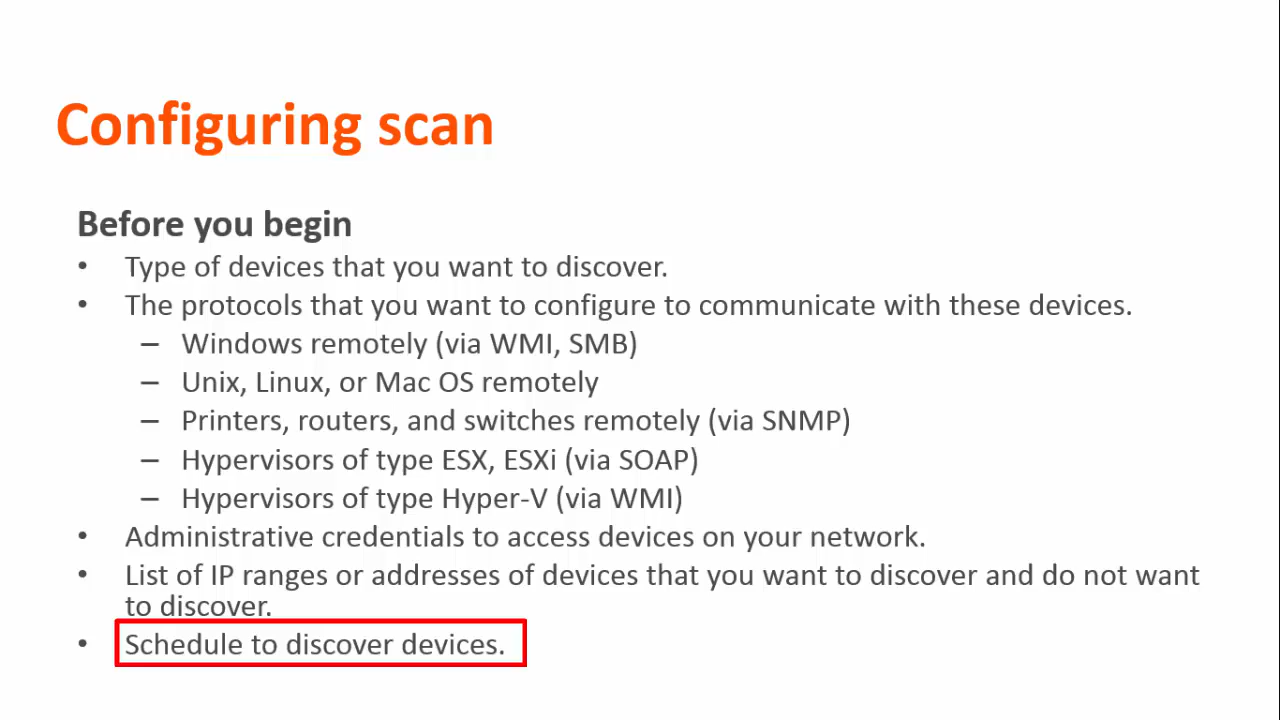 Configuring scan
Before you begin
• Type of devices that you want to discover.
• The protocols that you want to configure to communicate with these devices.
– Windows remotely (via WMI, SMB)
– Unix, Linux, or Mac OS remotely
– Printers, routers, and switches remotely (via SNMP)
– Hypervisors of type ESX, ESXi (via SOAP)
– Hypervisors of type Hyper-V (via WMI)
• Administrative credentials to access devices on your network.
• List of IP ranges or addresses of devices that you want to discover and do not want
to discover.
• Schedule to discover devices.